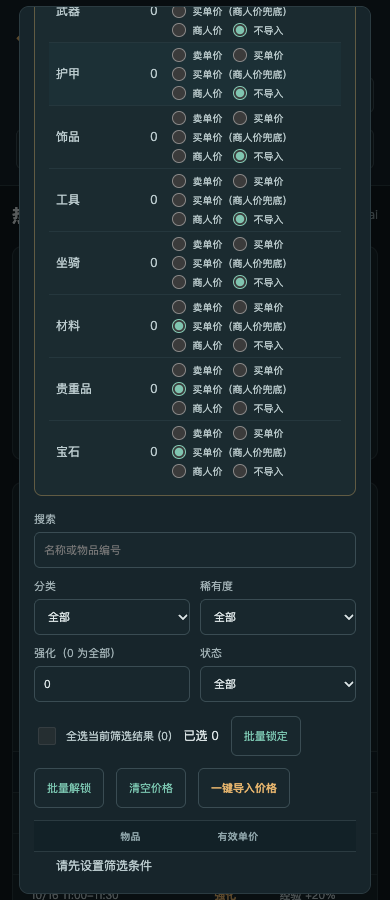 武器 0 卖单价 买单价 (商人价兜底)
商人价 不导入
卖单价 买单价
护甲 0 买单价 (商人价兜底)
商人价 不导入
卖单价 买单价
饰品 0 买单价 (商人价兜底)
商人价 不导入
卖单价 买单价
工具 0 买单价 (商人价兜底)
商人价 不导入
卖单价 买单价
坐骑 0 买单价 (商人价兜底)
商人价 不导入
卖单价 买单价
材料 0 买单价 (商人价兜底)
商人价 不导入
卖单价 买单价
贵重品 0 买单价 (商人价兜底)
商人价 不导入
卖单价 买单价
宝石 0 买单价 (商人价兜底)
商人价 不导入
搜索
名称或物品编号
分类 稀有度
全部 全部
强化 (0 为全部) 状态
0 全部
全选当前筛选结果 (0) 已选 0 批量锁定
批量解锁 清空价格 一键导入价格
物品 有效单价
请先设置筛选条件
10/16 11:00–11:30 强化 经验 +20%